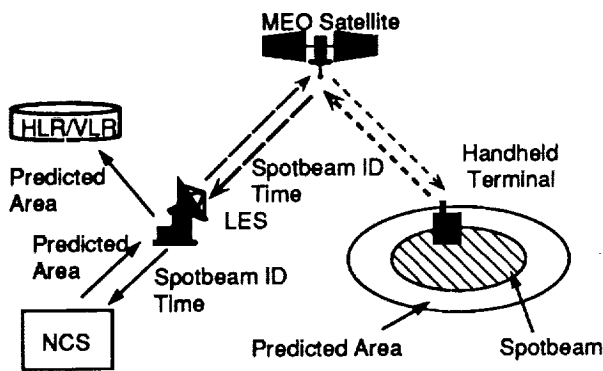 MEO Satellite
HLR/VLR
Predicted
Area
Spotbeam ID
Time
Handheld
Terminal
LES
Predicted
Area
Spotbeam ID
Time
NCS
Predicted Area
Spotbeam